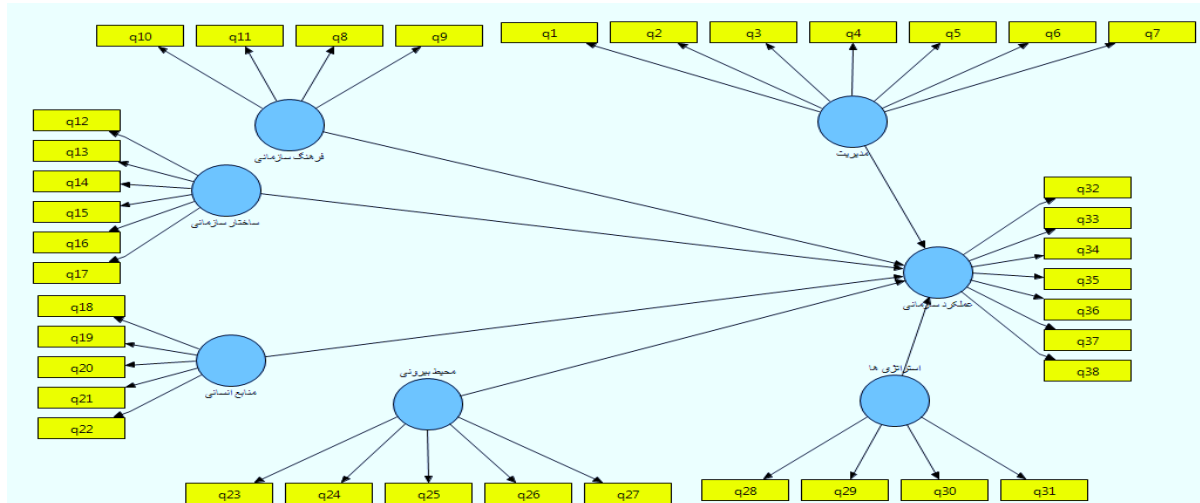 q10
q11
q8
q9
q1
q2
q3
q4
q5
q6
q7
فرهنگ سازمانی
مدیریت
q12
q13
q14
q15
q16
q17
ساختار سازمانی
q32
q33
q34
q35
q36
q37
q38
عملکرد سازمانی
q18
q19
q20
q21
q22
منابع انسانی
محیط بیرونی
استراتژی ها
q23
q24
q25
q26
q27
q28
q29
q30
q31